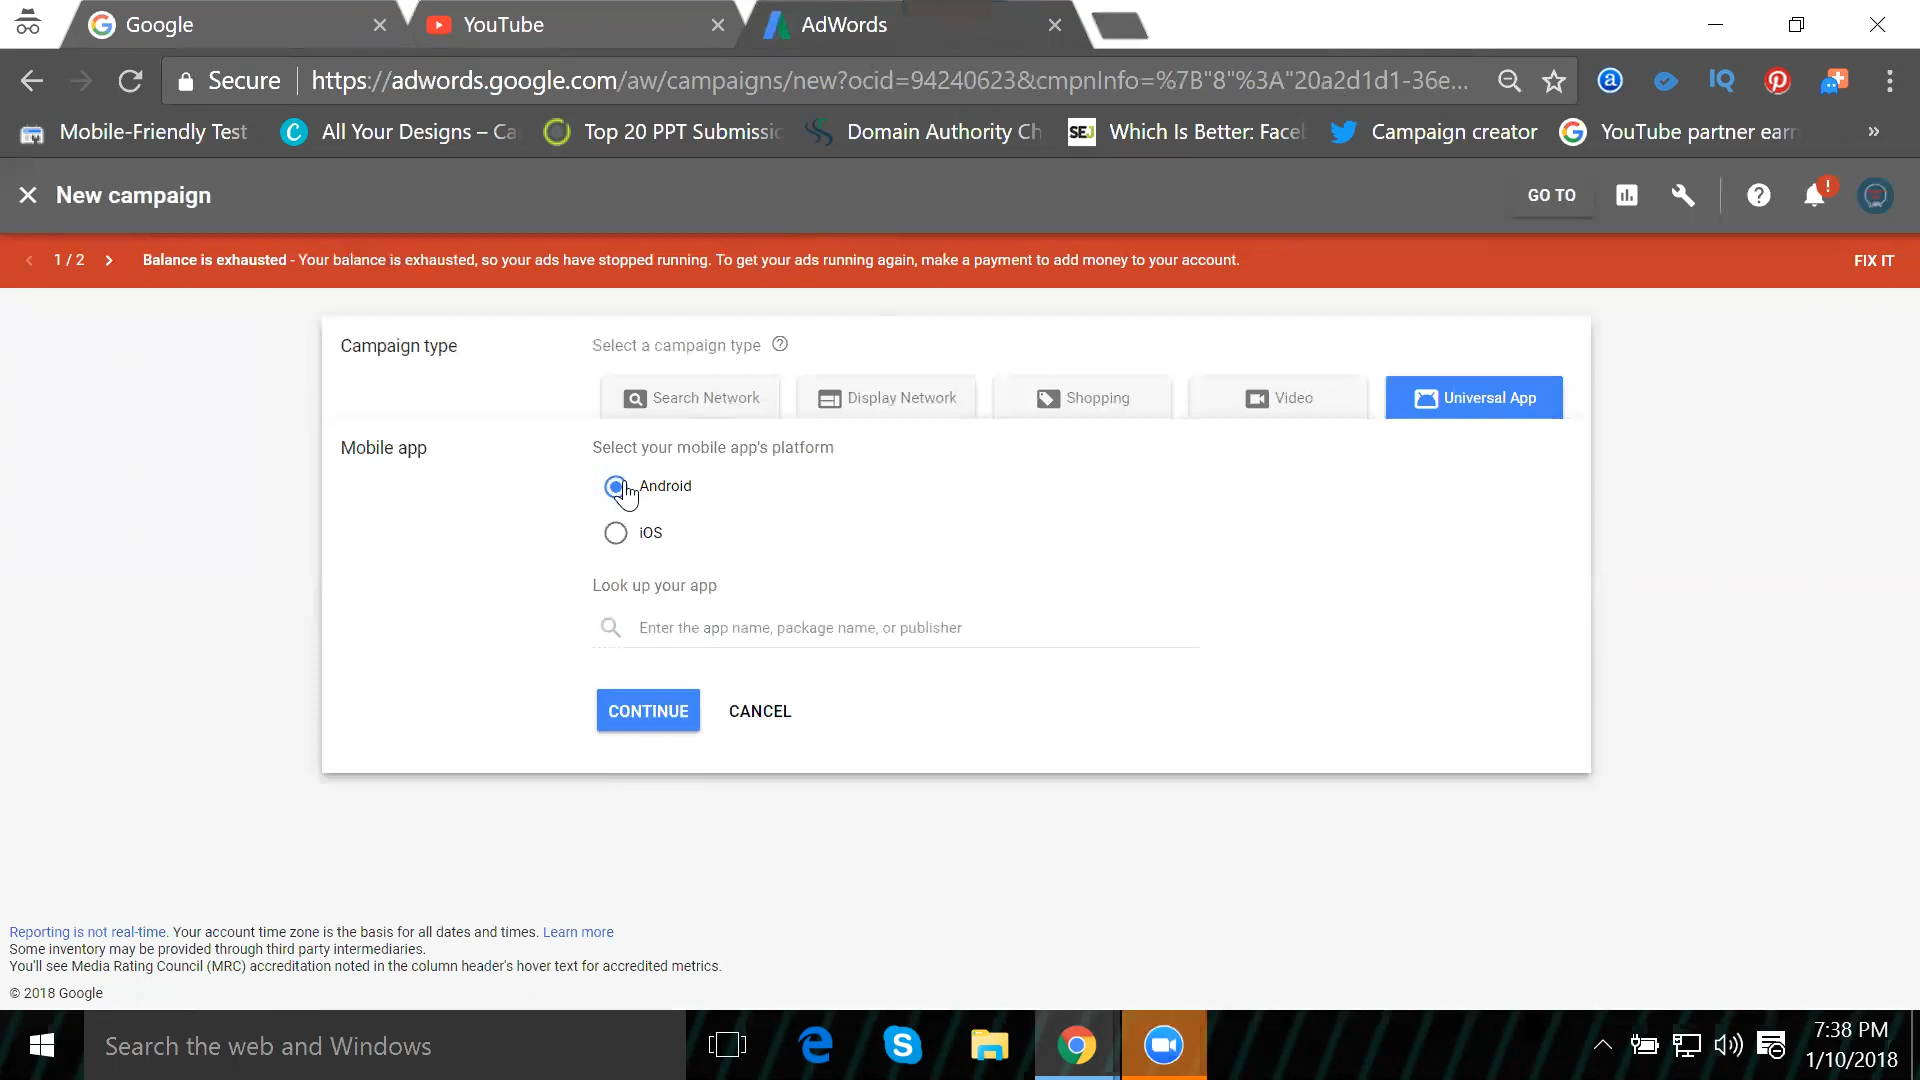 Google
YouTube
AdWords
Secure
https://adwords.google.com/aw/campaigns/new?ocid=94240623&cmpnInfo=%7B"8"%3A"20a2d1d1-36e...
Mobile-Friendly Test
All Your Designs – Ca
Top 20 PPT Submissi
Domain Authority Ch
SEJ
Which Is Better: Face
Campaign creator
YouTube partner earn
»
New campaign
GO TO
1 / 2
Balance is exhausted - Your balance is exhausted, so your ads have stopped running. To get your ads running again, make a payment to add money to your account.
FIX IT
Campaign type
Select a campaign type
Search Network
Display Network
Shopping
Video
Universal App
Mobile app
Select your mobile app's platform
Android
iOS
Look up your app
Enter the app name, package name, or publisher
CONTINUE
CANCEL
Reporting is not real-time. Your account time zone is the basis for all dates and times. Learn more
Some inventory may be provided through third party intermediaries.
You'll see Media Rating Council (MRC) accreditation noted in the column header's hover text for accredited metrics.
© 2018 Google
Search the web and Windows
7:38 PM
1/10/2018